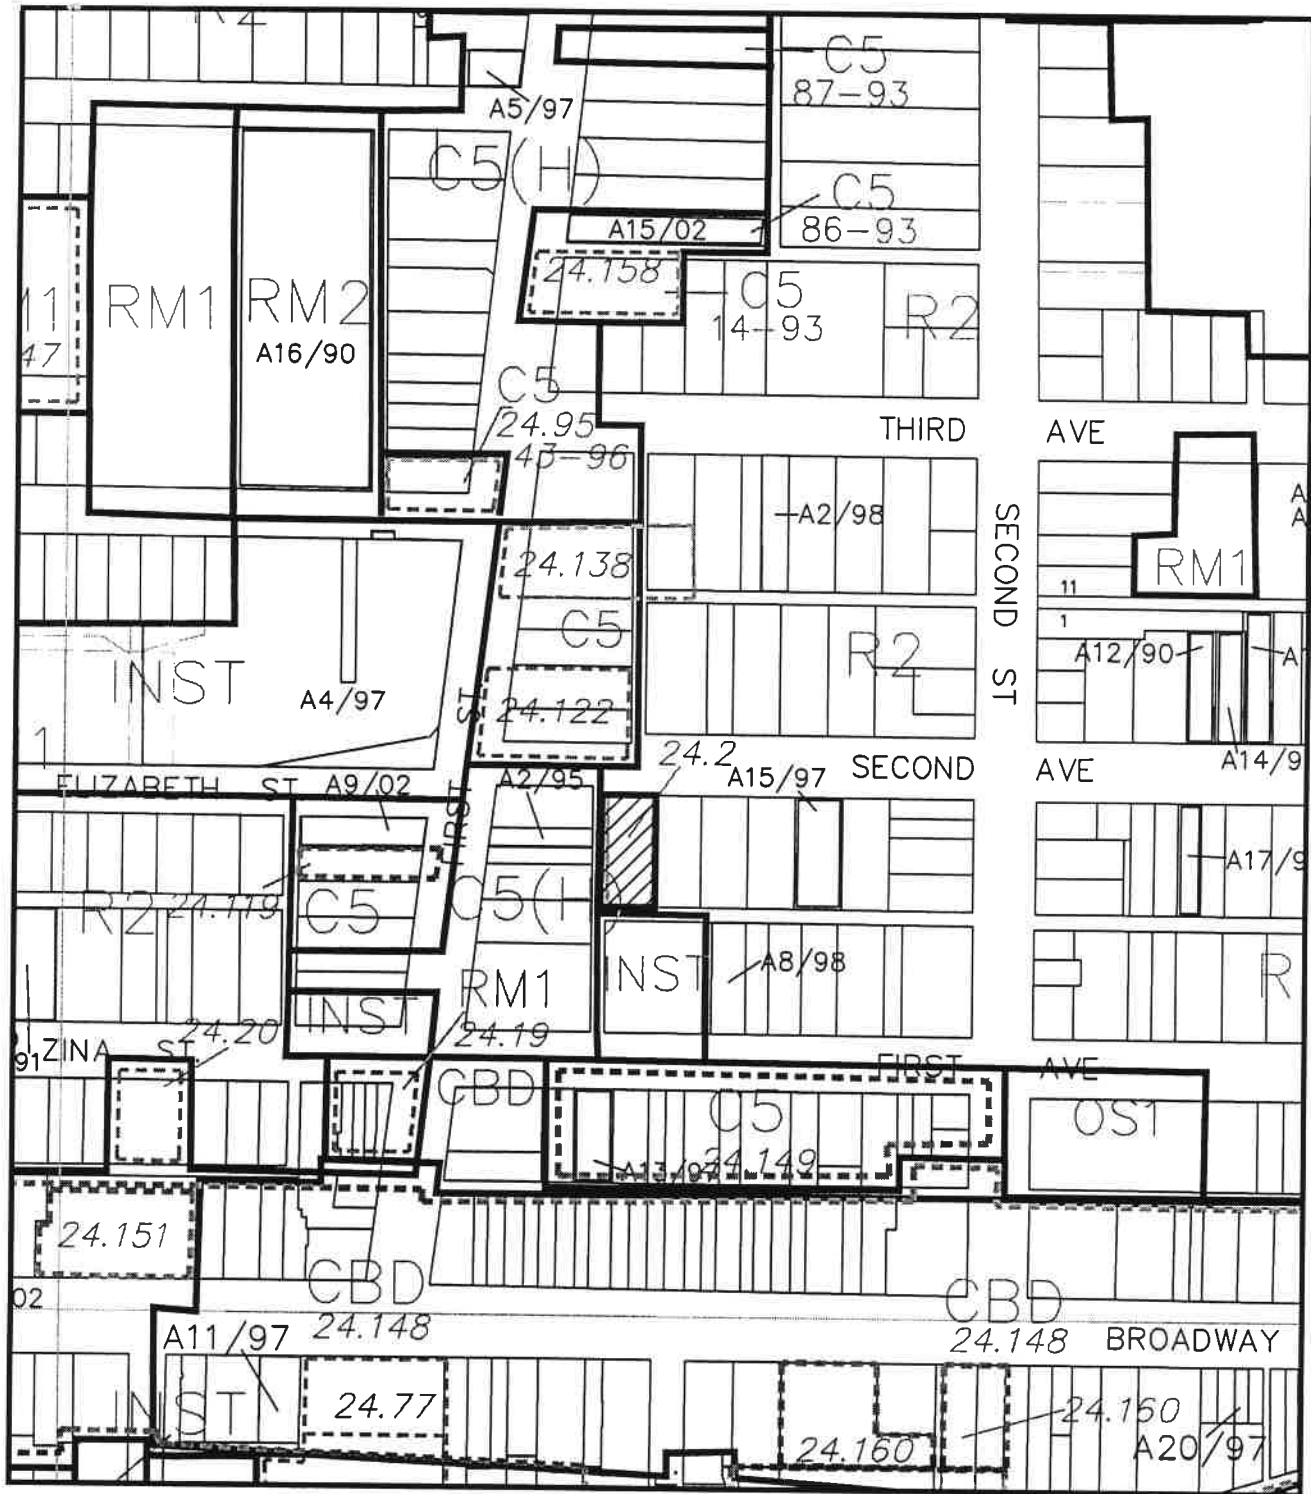 R2
C5
87-93
A5/97
C5(H)
C5
86-93
A15/02
24.158
C5
14-93
R2
RM1
RM2
A16/90
47
C5
24.95
43-96
THIRD AVE
A2/98
SECOND ST
RM1
11
24.138
C5
1
R2
A12/90
INST
A4/97
24.122
ST
1
24.2
A15/97
SECOND AVE
A14/9
ELIZABETH ST
A9/02
A2/95
FIRST
A17/9
R2
24.119
C5
C5(H)
INST
A8/98
R
RM1
24.19
INST
24.20
91
ZINA ST.
FIRST AVE
CBD
C5
OS1
24.149
24.151
CBD
24.148
CBD
24.148
BROADWAY
02
A11/97
INST
24.77
24.160
24.160
A20/97